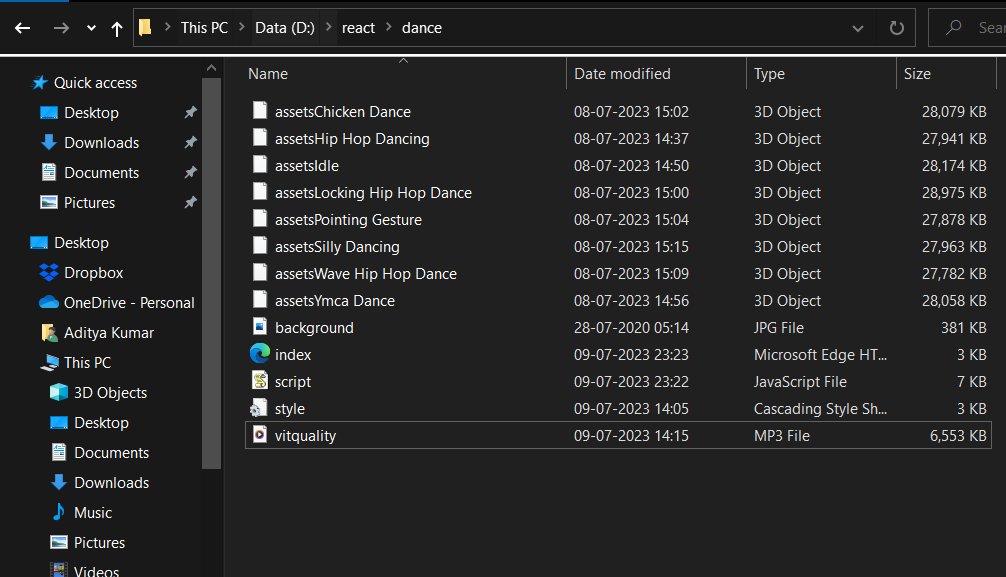 This PC > Data (D:) > react > dance
Sear
Quick access
Desktop
Downloads
Documents
Pictures
Desktop
Dropbox
OneDrive - Personal
Aditya Kumar
This PC
3D Objects
Desktop
Documents
Downloads
Music
Pictures
Videos
Name Date modified Type Size
assetsChicken Dance 08-07-2023 15:02 3D Object 28,079 KB
assetsHip Hop Dancing 08-07-2023 14:37 3D Object 27,941 KB
assetsIdle 08-07-2023 14:50 3D Object 28,174 KB
assetsLocking Hip Hop Dance 08-07-2023 15:00 3D Object 28,975 KB
assetsPointing Gesture 08-07-2023 15:04 3D Object 27,878 KB
assetsSilly Dancing 08-07-2023 15:15 3D Object 27,963 KB
assetsWave Hip Hop Dance 08-07-2023 15:09 3D Object 27,782 KB
assetsYmca Dance 08-07-2023 14:56 3D Object 28,058 KB
background 28-07-2020 05:14 JPG File 381 KB
index 09-07-2023 23:23 Microsoft Edge HT... 3 KB
script 09-07-2023 23:22 JavaScript File 7 KB
style 09-07-2023 14:05 Cascading Style Sh... 3 KB
vitquality 09-07-2023 14:15 MP3 File 6,553 KB